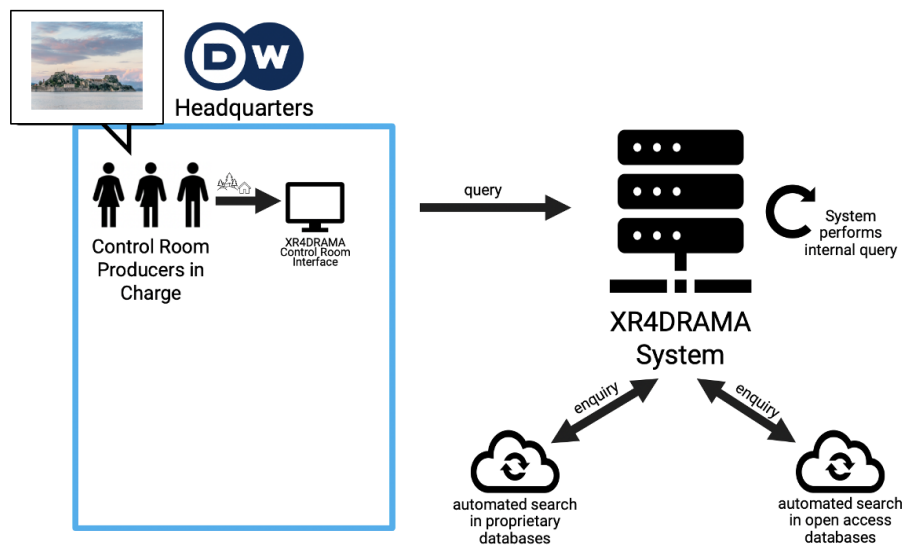 DW
Headquarters
Control Room
Producers in
Charge
XR4DRAMA
Control Room
Interface
query
System
performs
internal query
XR4DRAMA
System
enquiry
enquiry
automated search
in proprietary
databases
automated search
in open access
databases